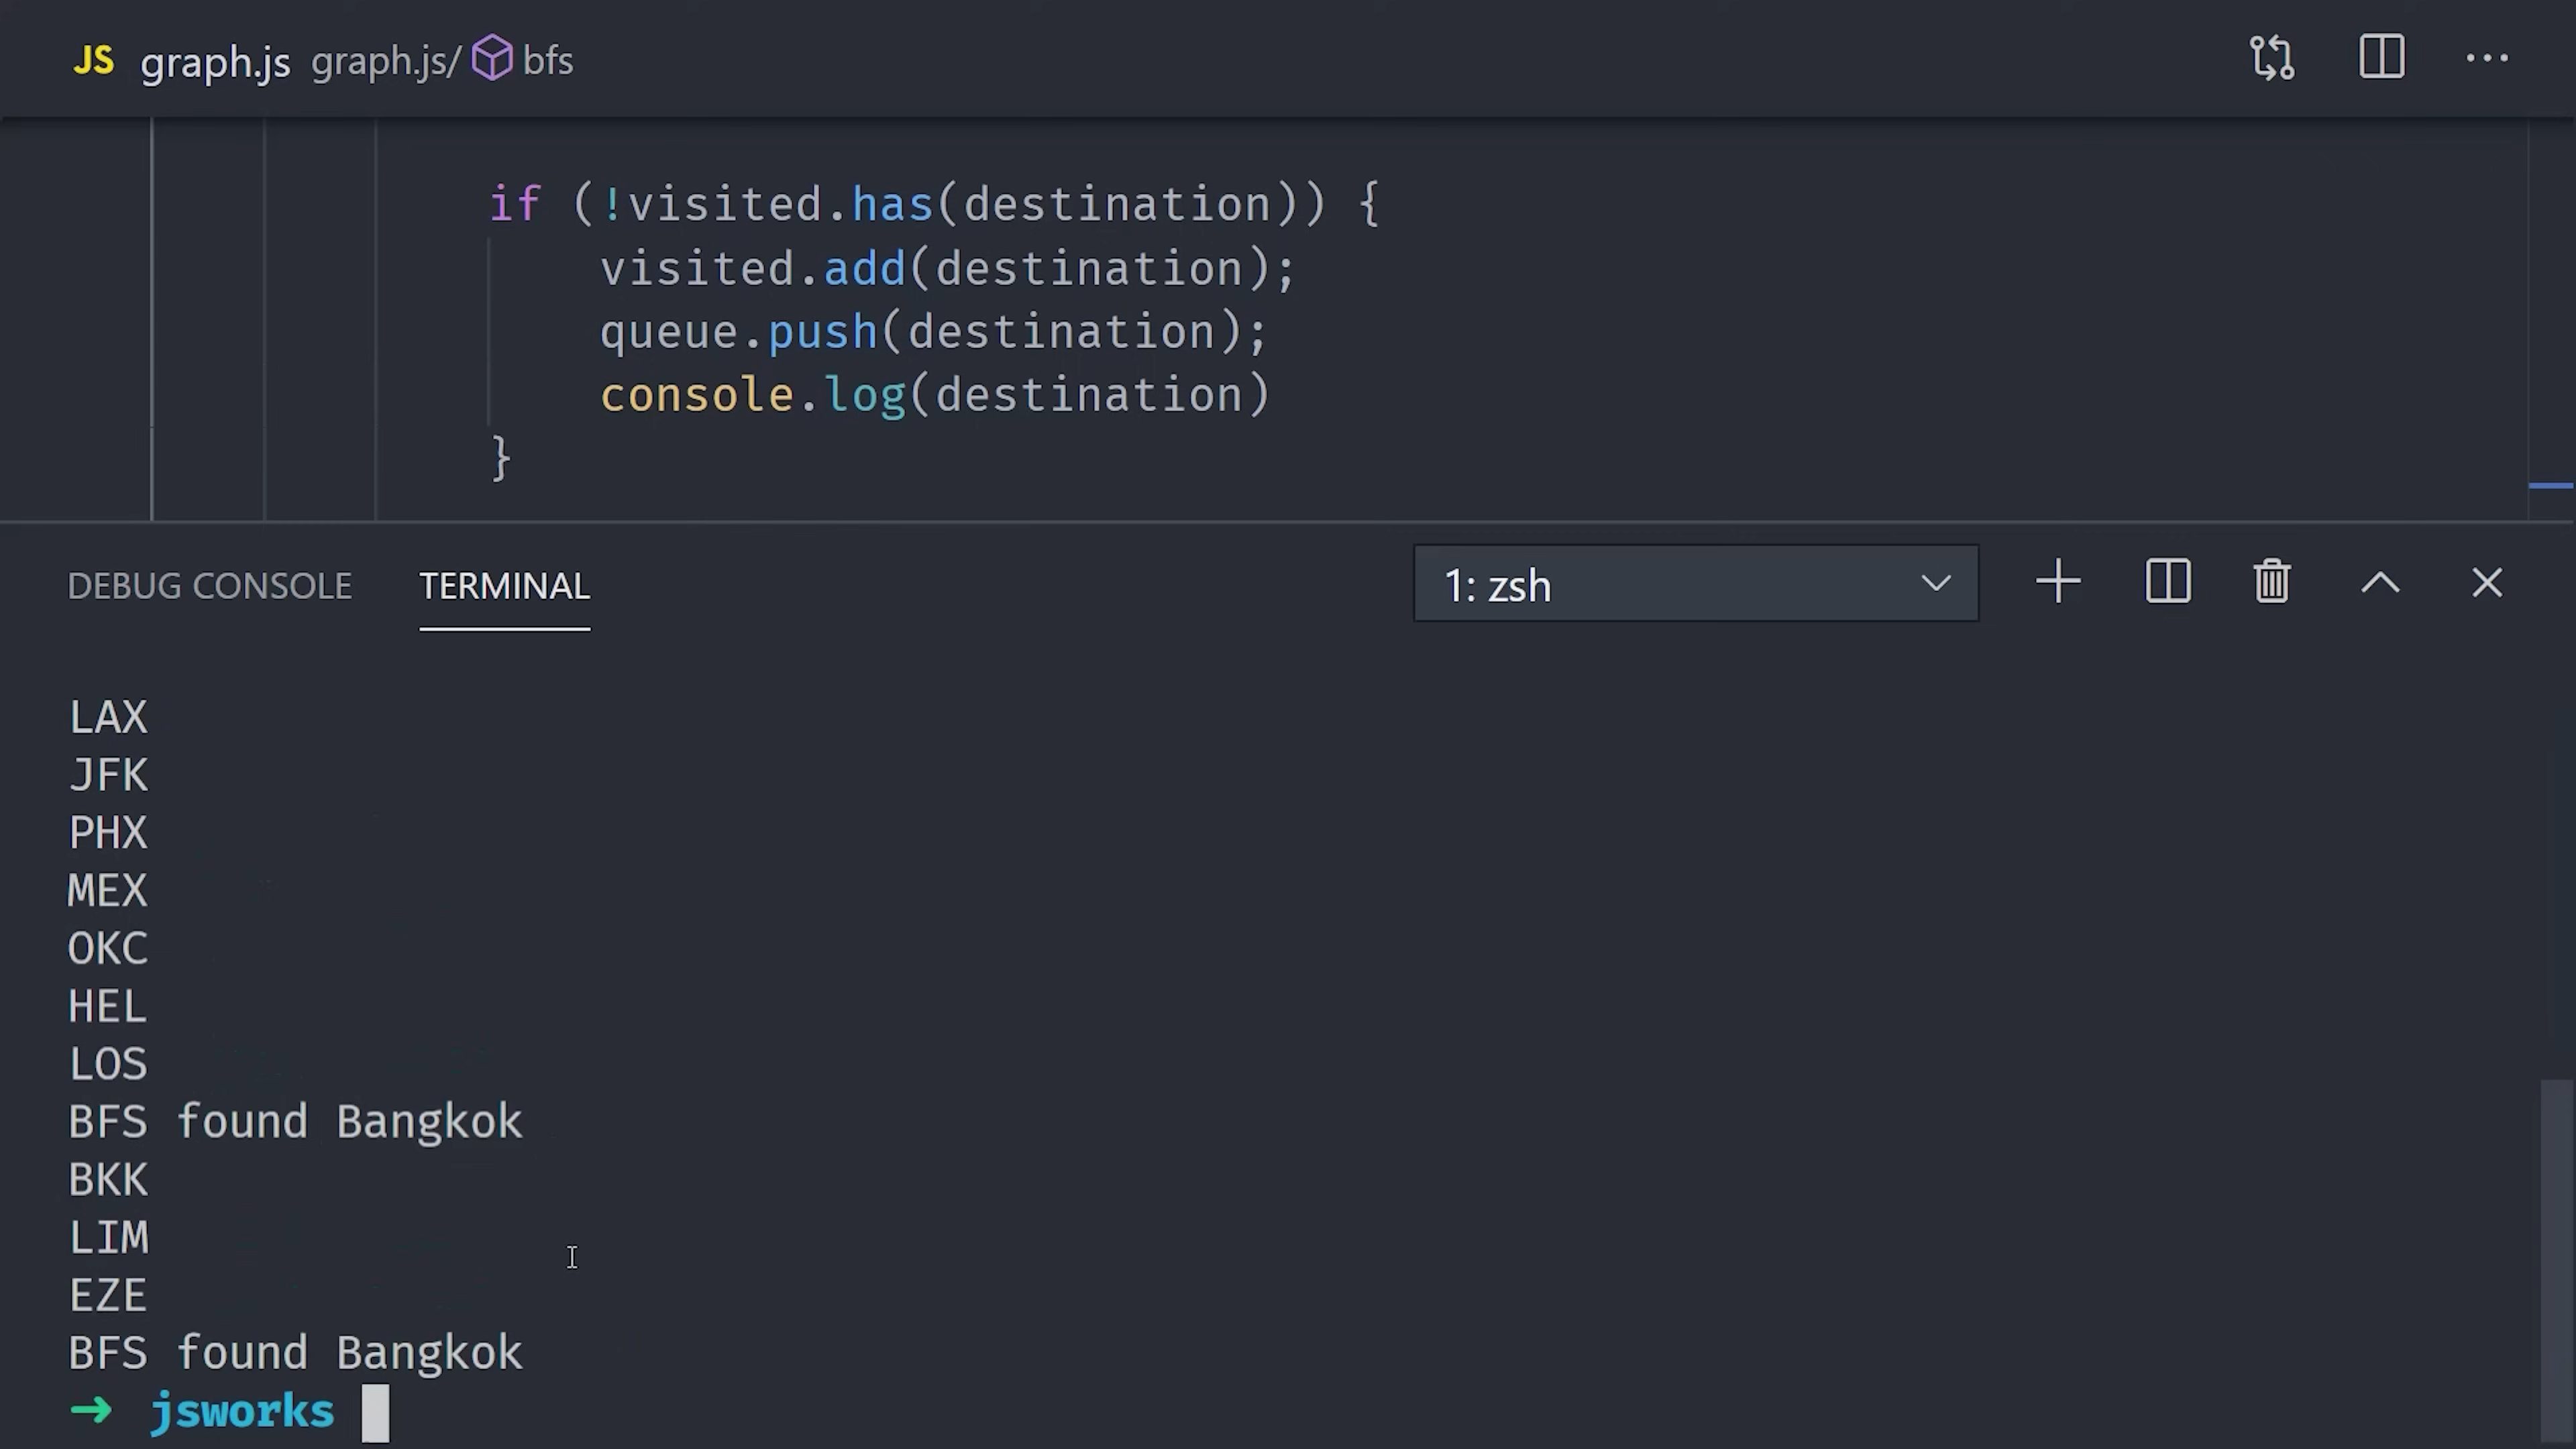 JS graph.js graph.js/ bfs
if (!visited.has(destination)) {
visited.add(destination);
queue.push(destination);
console.log(destination)
}
DEBUG CONSOLE TERMINAL 1: zsh
LAX
JFK
PHX
MEX
OKC
HEL
LOS
BFS found Bangkok
BKK
LIM
EZE
BFS found Bangkok
→ jsworks